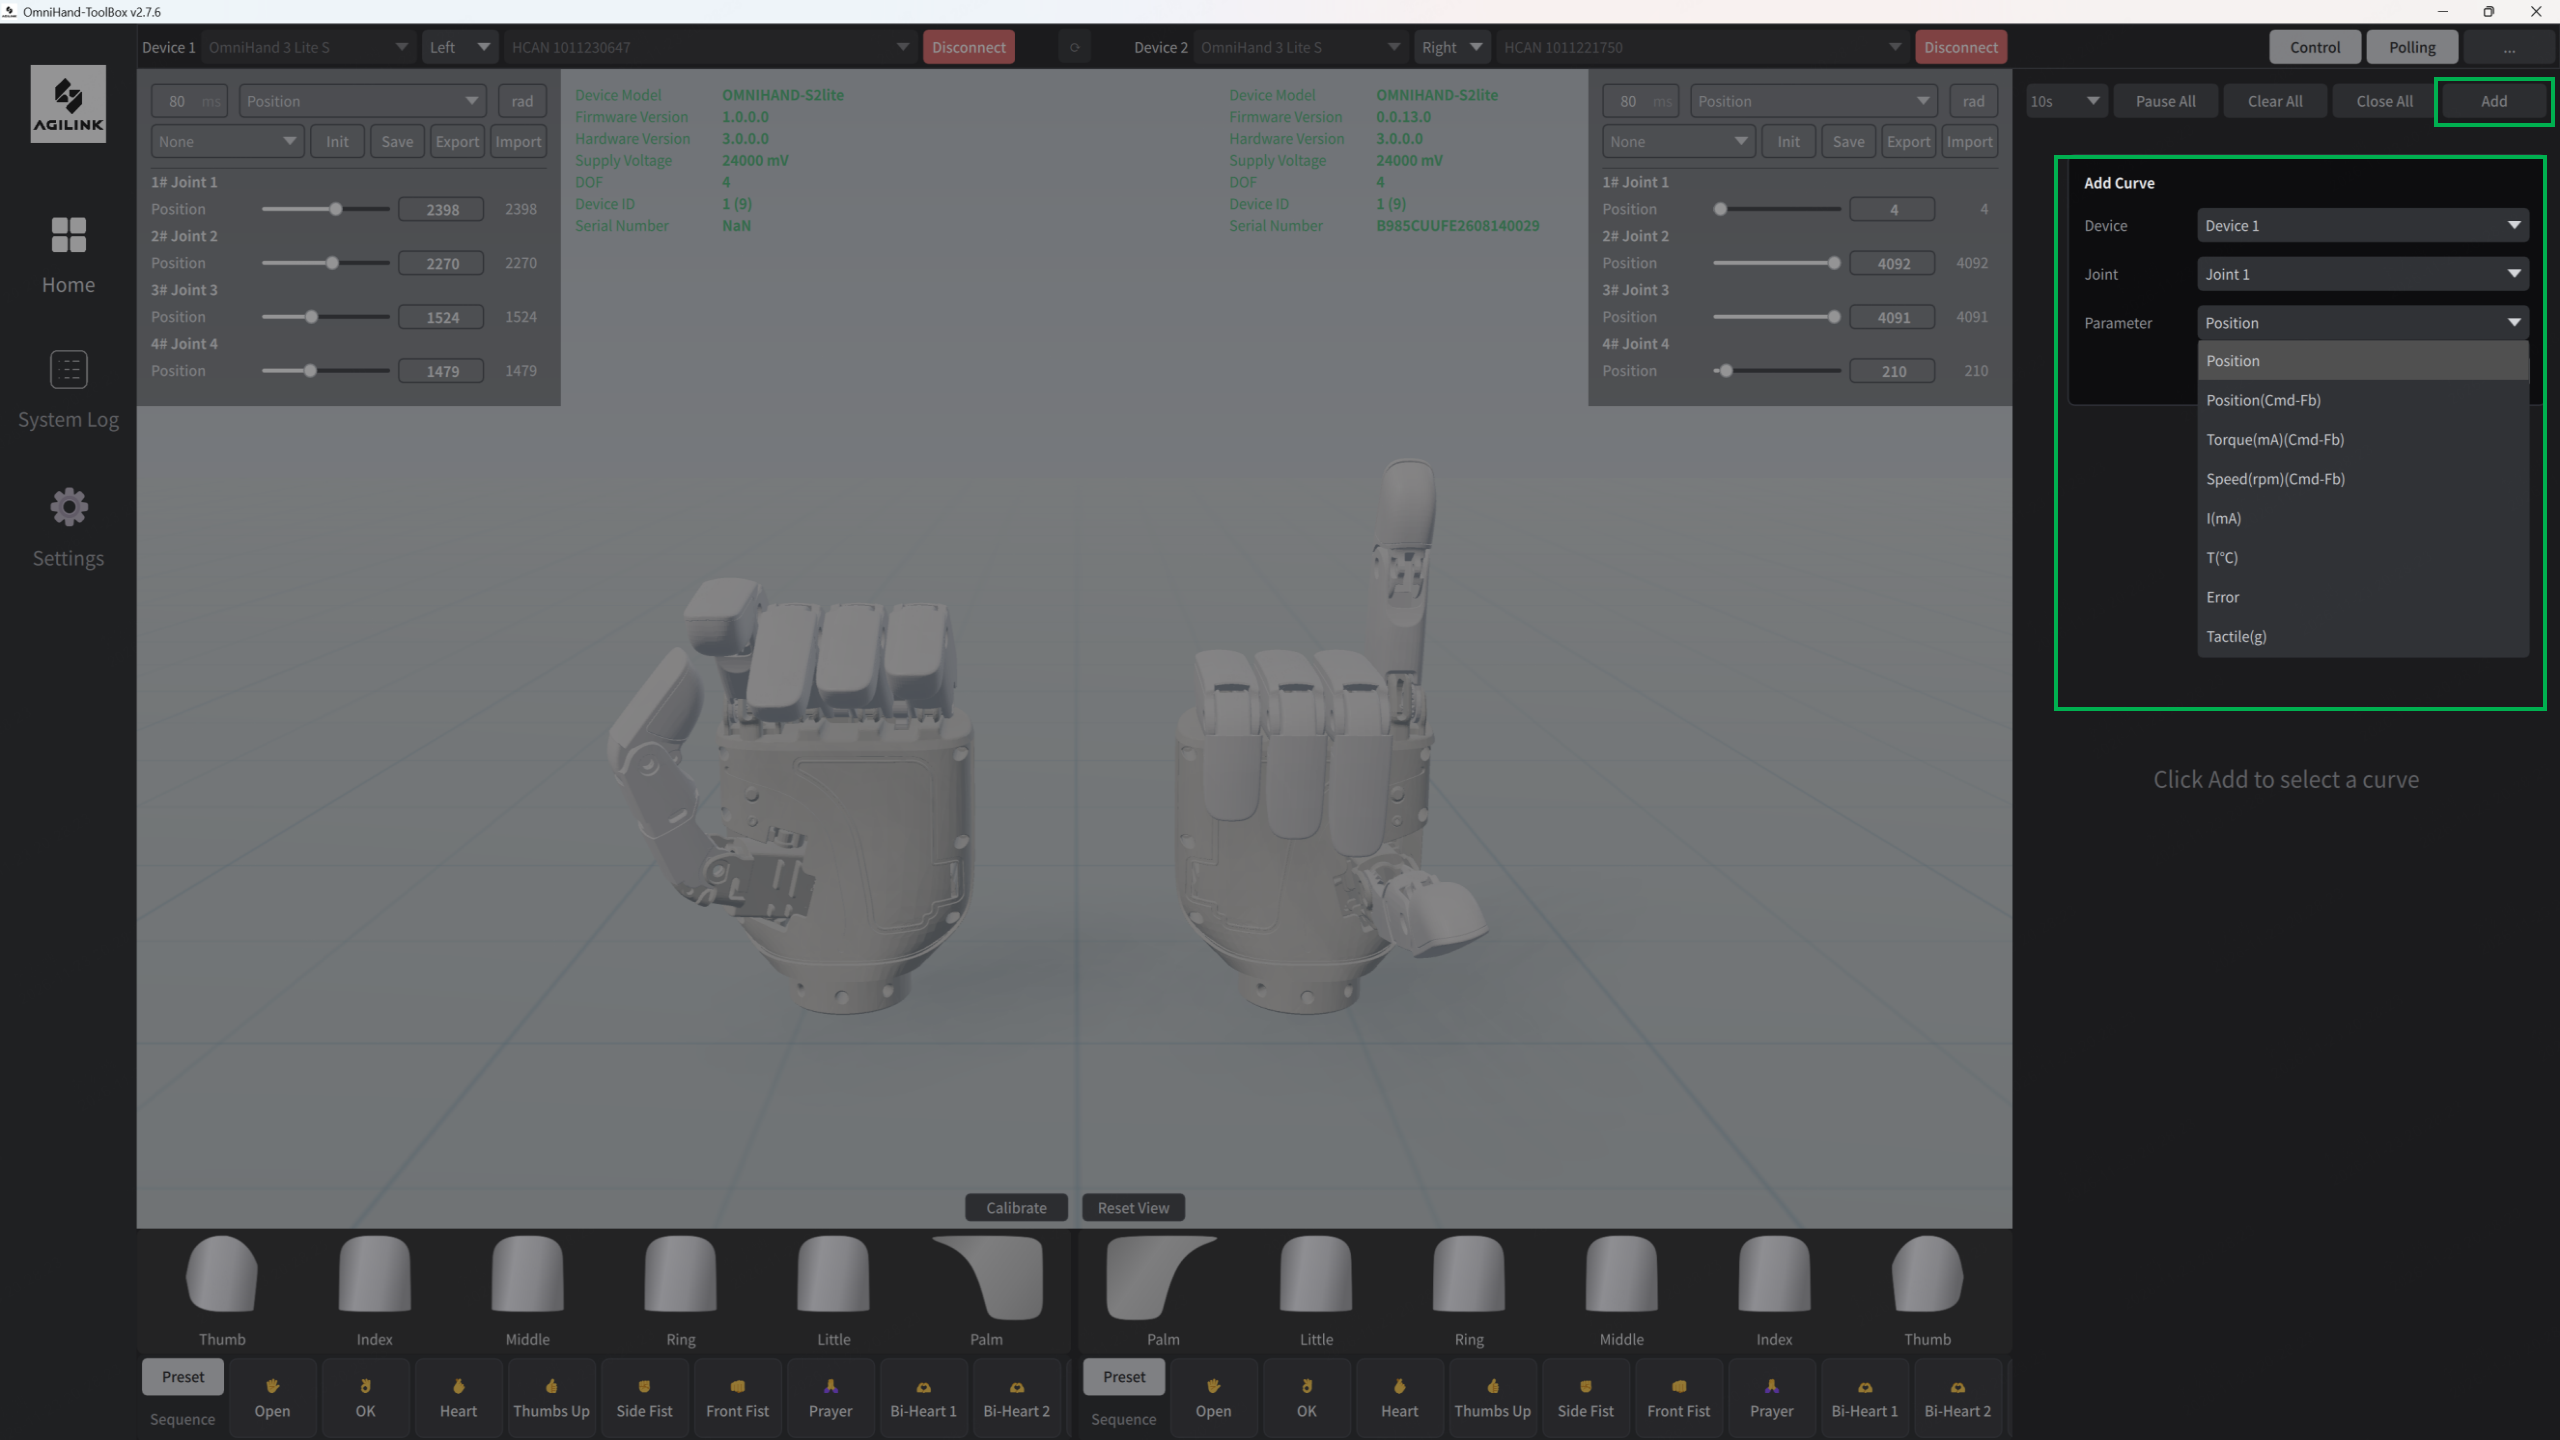 OmniHand-ToolBox v2.7.6
Device 1 OmniHand 3 Lite S Left HCAN 1011230647 Disconnect Device 2 OmniHand 3 Lite S Right HCAN 1011221750 Disconnect Control Polling ...
AGILINK
Home
System Log
Settings
80 ms Position rad
None Init Save Export Import
1# Joint 1
Position 2398 2398
2# Joint 2
Position 2270 2270
3# Joint 3
Position 1524 1524
4# Joint 4
Position 1479 1479
Device Model OMNIHAND-S2lite
Firmware Version 1.0.0.0
Hardware Version 3.0.0.0
Supply Voltage 24000 mV
DOF 4
Device ID 1 (9)
Serial Number NaN
Device Model OMNIHAND-S2lite
Firmware Version 0.0.13.0
Hardware Version 3.0.0.0
Supply Voltage 24000 mV
DOF 4
Device ID 1 (9)
Serial Number B985CUUFE2608140029
80 ms Position rad
None Init Save Export Import
1# Joint 1
Position 4 4
2# Joint 2
Position 4092 4092
3# Joint 3
Position 4091 4091
4# Joint 4
Position 210 210
10s Pause All Clear All Close All Add
Add Curve
Device Device 1
Joint Joint 1
Parameter Position
Position
Position(Cmd-Fb)
Torque(mA)(Cmd-Fb)
Speed(rpm)(Cmd-Fb)
I(mA)
T(°C)
Error
Tactile(g)
Click Add to select a curve
Calibrate Reset View
Thumb Index Middle Ring Little Palm Palm Little Ring Middle Index Thumb
Preset
Sequence
Open OK Heart Thumbs Up Side Fist Front Fist Prayer Bi-Heart 1 Bi-Heart 2
Preset
Sequence
Open OK Heart Thumbs Up Side Fist Front Fist Prayer Bi-Heart 1 Bi-Heart 2